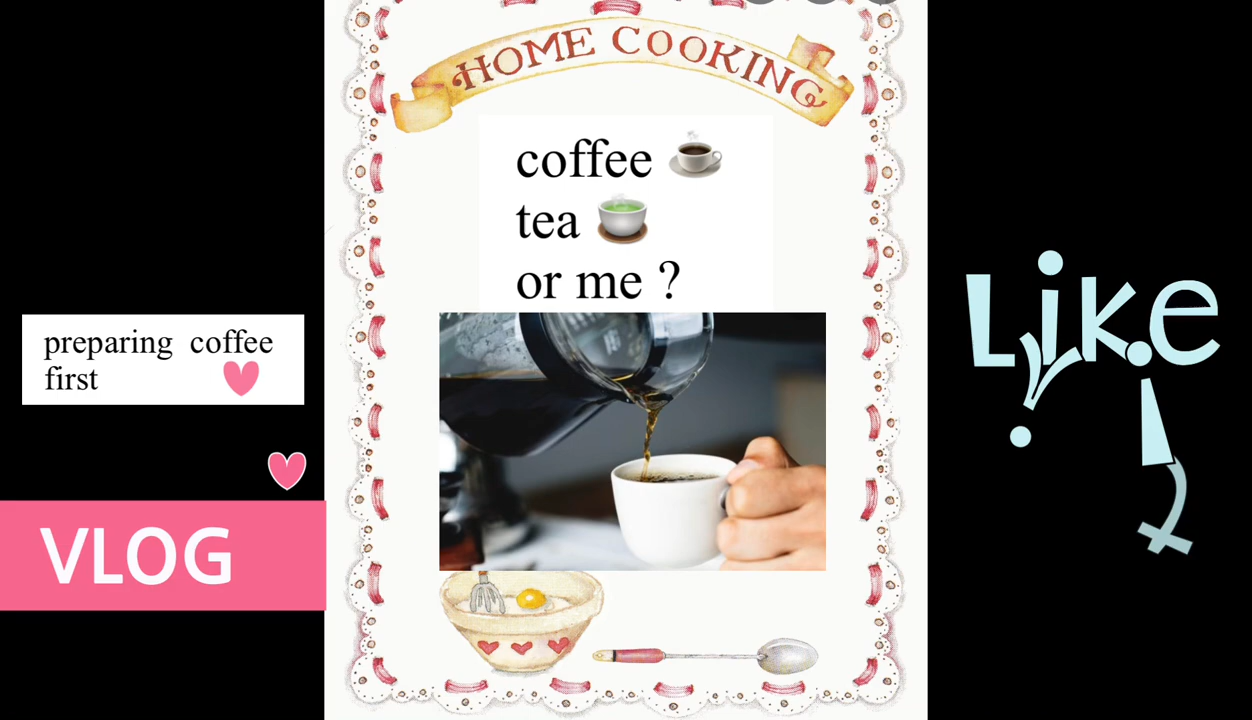 HOME COOKING
coffee ☕
tea 🍵
or me ?
preparing coffee
first
VLOG
Like